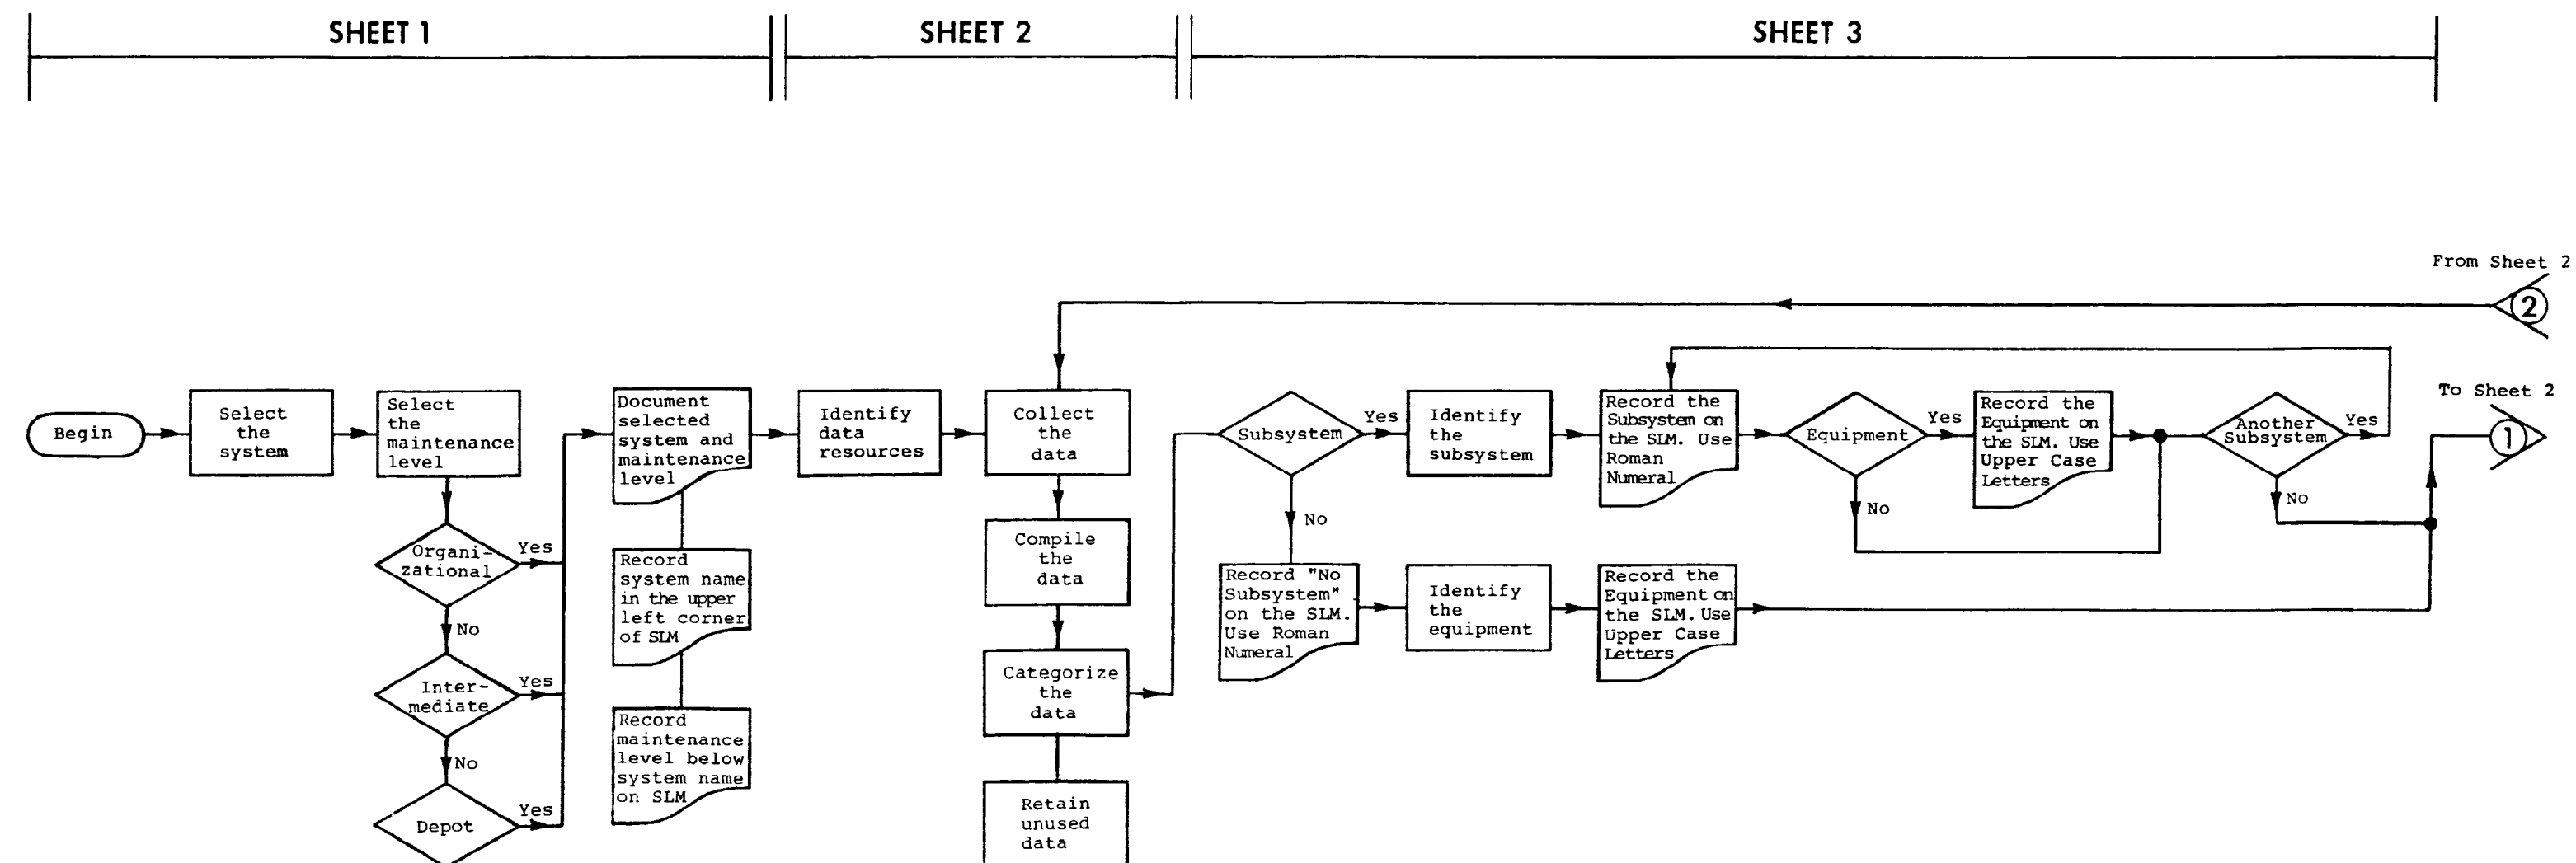 SHEET 1
SHEET 2
SHEET 3
From Sheet 2
2
To Sheet 2
1
Begin
Select
the
system
Select
the
maintenance
level
Organi-
zational
Yes
No
Inter-
mediate
Yes
No
Depot
Yes
Document
selected
system and
maintenance
level
Record
system name
in the upper
left corner
of SLM
Record
maintenance
level below
system name
on SLM
Identify
data
resources
Collect
the
data
Compile
the
data
Categorize
the
data
Retain
unused
data
Subsystem
Yes
No
Identify
the
subsystem
Record the
Subsystem on
the SLM. Use
Roman
Numeral
Equipment
Yes
No
Record the
Equipment on
the SLM. Use
Upper Case
Letters
Another
Subsystem
Yes
No
Record "No
Subsystem"
on the SLM.
Use Roman
Numeral
Identify
the
equipment
Record the
Equipment on
the SLM. Use
Upper Case
Letters